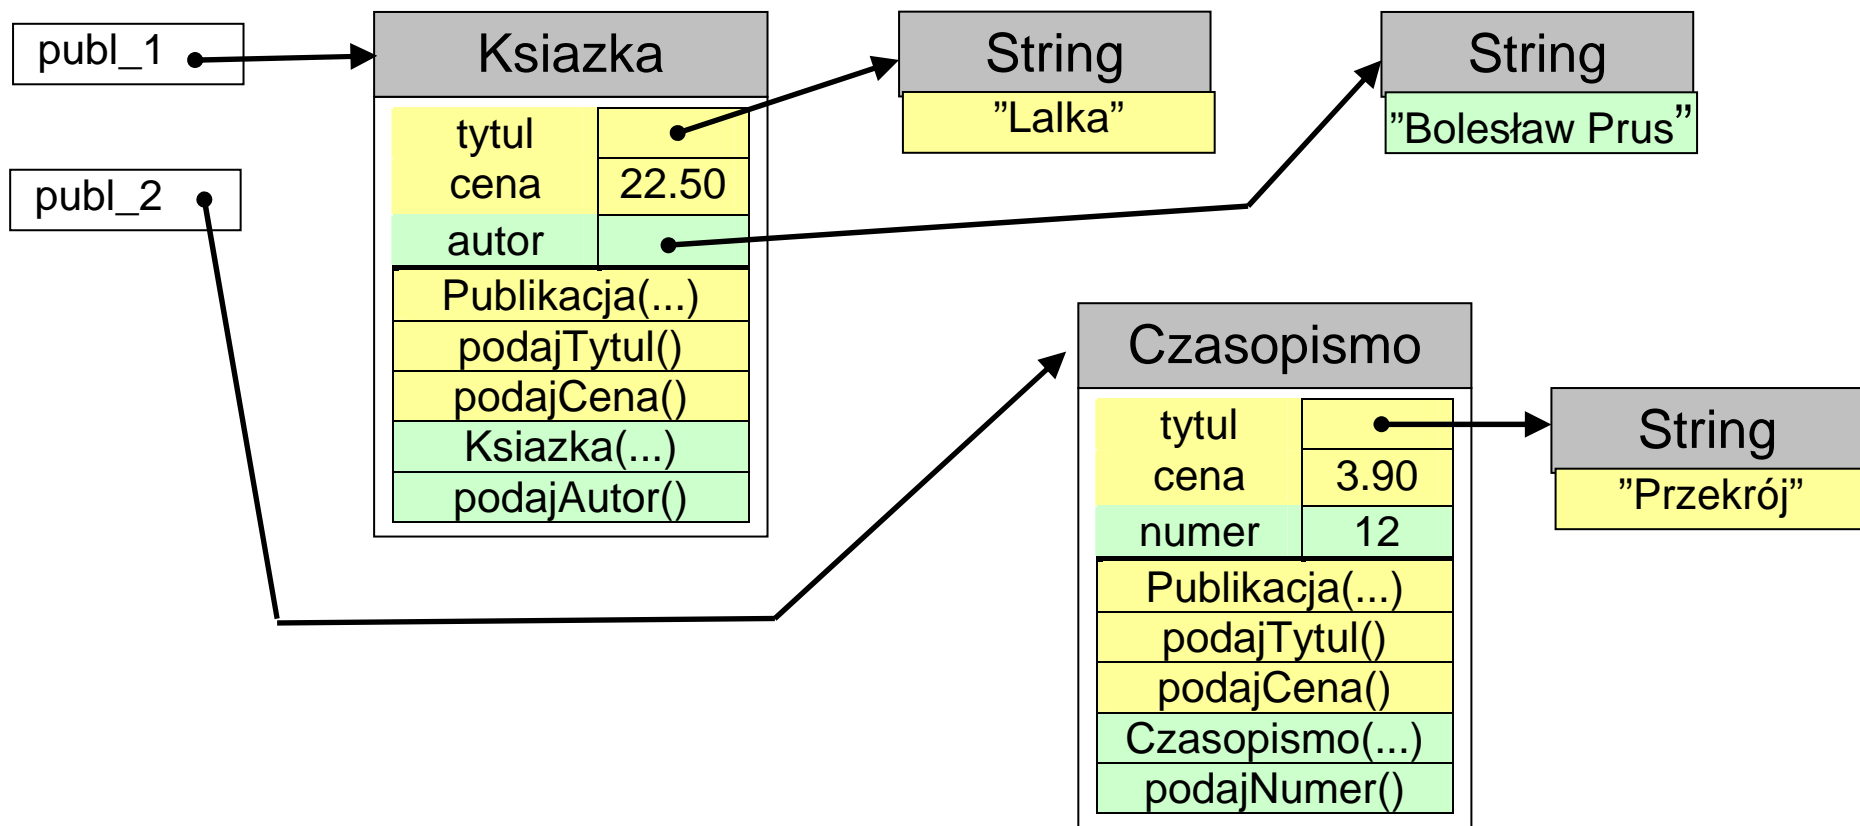 publ_1
publ_2
Ksiazka
tytul
cena 22.50
autor
Publikacja(...)
podajTytul()
podajCena()
Ksiazka(...)
podajAutor()
String
”Lalka”
String
”Bolesław Prus”
Czasopismo
tytul
cena 3.90
numer 12
Publikacja(...)
podajTytul()
podajCena()
Czasopismo(...)
podajNumer()
String
”Przekrój”